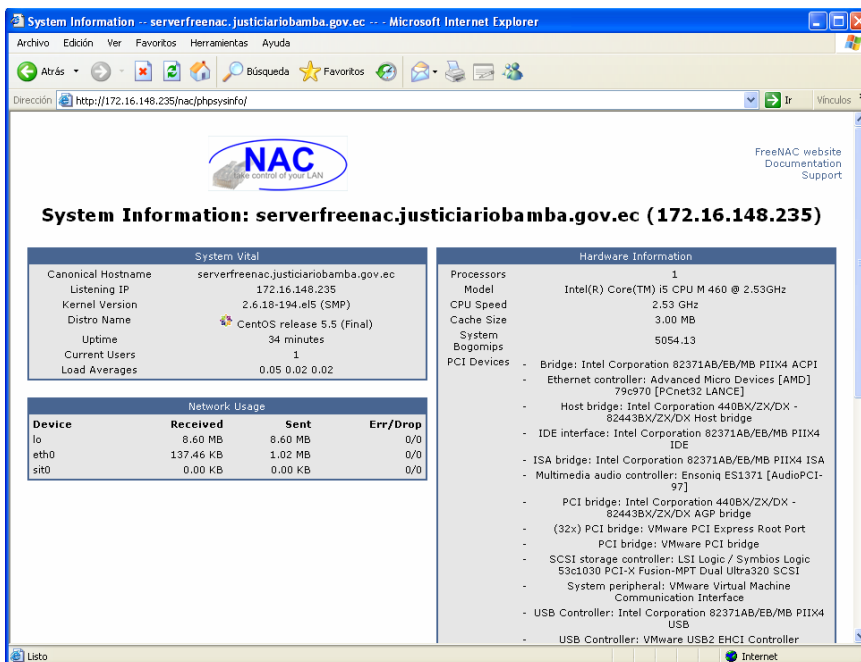 System Information -- serverfreenac.justiciariobamba.gov.ec -- - Microsoft Internet Explorer
Archivo Edición Ver Favoritos Herramientas Ayuda
Atrás Búsqueda Favoritos
Dirección http://172.16.148.235/nac/phpsysinfo/ Ir Vínculos
NAC
take control of your LAN
FreeNAC website
Documentation
Support
System Information: serverfreenac.justiciariobamba.gov.ec (172.16.148.235)
System Vital
Canonical Hostname serverfreenac.justiciariobamba.gov.ec
Listening IP 172.16.148.235
Kernel Version 2.6.18-194.el5 (SMP)
Distro Name CentOS release 5.5 (Final)
Uptime 34 minutes
Current Users 1
Load Averages 0.05 0.02 0.02
Network Usage
Device Received Sent Err/Drop
lo 8.60 MB 8.60 MB 0/0
eth0 137.46 KB 1.02 MB 0/0
sit0 0.00 KB 0.00 KB 0/0
Hardware Information
Processors 1
Model Intel(R) Core(TM) i5 CPU M 460 @ 2.53GHz
CPU Speed 2.53 GHz
Cache Size 3.00 MB
System
Bogomips 5054.13
PCI Devices - Bridge: Intel Corporation 82371AB/EB/MB PIIX4 ACPI
- Ethernet controller: Advanced Micro Devices [AMD]
79c970 [PCnet32 LANCE]
- Host bridge: Intel Corporation 440BX/ZX/DX -
82443BX/ZX/DX Host bridge
- IDE interface: Intel Corporation 82371AB/EB/MB PIIX4
IDE
- ISA bridge: Intel Corporation 82371AB/EB/MB PIIX4 ISA
- Multimedia audio controller: Ensoniq ES1371 [AudioPCI-
97]
- PCI bridge: Intel Corporation 440BX/ZX/DX -
82443BX/ZX/DX AGP bridge
- (32x) PCI bridge: VMware PCI Express Root Port
- PCI bridge: VMware PCI bridge
- SCSI storage controller: LSI Logic / Symbios Logic
53c1030 PCI-X Fusion-MPT Dual Ultra320 SCSI
- System peripheral: VMware Virtual Machine
Communication Interface
- USB Controller: Intel Corporation 82371AB/EB/MB PIIX4
USB
- USB Controller: VMware USB2 EHCI Controller
Listo Internet